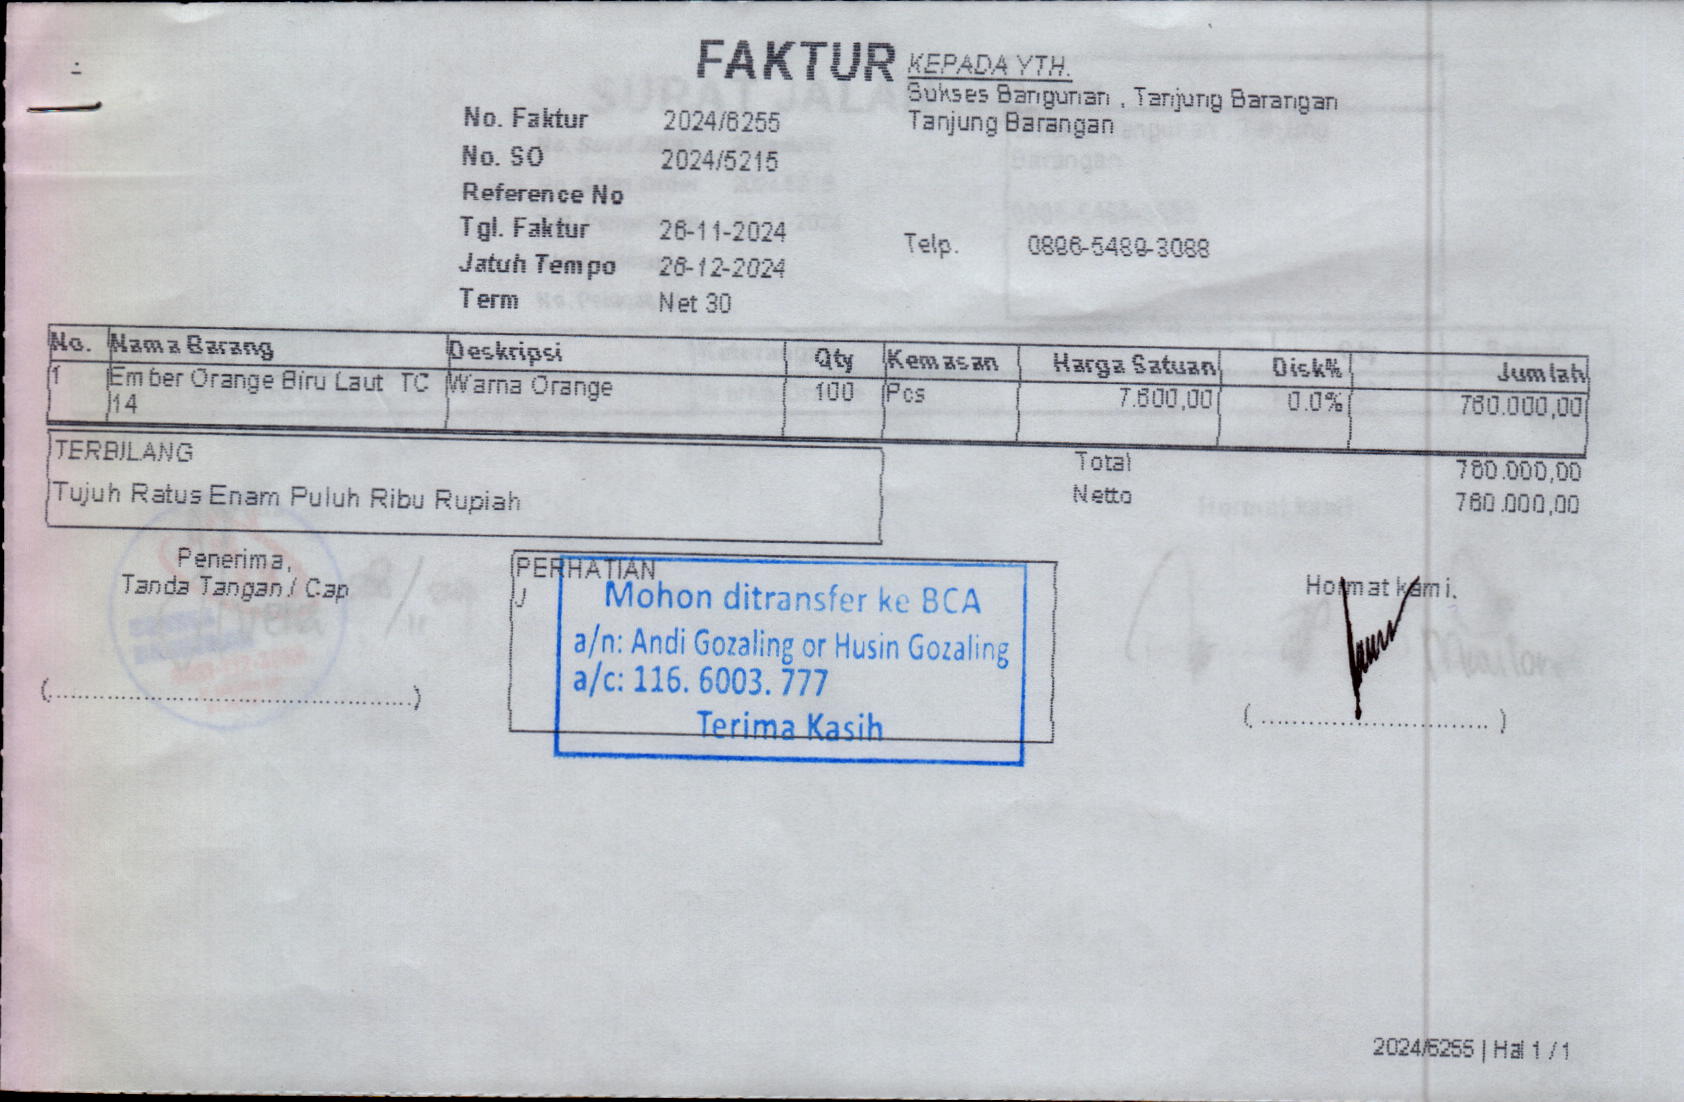 FAKTUR
KEPADA YTH.
Sukses Bangunan , Tanjung Barangan
Tanjung Barangan
No. Faktur 2024/6255
No. SO 2024/5215
Reference No
Tgl. Faktur 26-11-2024
Telp. 0896-5489-3088
Jatuh Tempo 26-12-2024
Term Net 30
No. Nama Barang Deskripsi Qty Kemasan Harga Satuan Disk% Jumlah
1 Ember Orange Biru Laut TC Warna Orange 100 Pcs 7.600,00 0.0% 760.000,00
14
TERBILANG
Tujuh Ratus Enam Puluh Ribu Rupiah
Total 760.000,00
Netto 760.000,00
Penerima,
Tanda Tangan / Cap
(................................................)
PERHATIAN
J
Mohon ditransfer ke BCA
a/n: Andi Gozaling or Husin Gozaling
a/c: 116. 6003. 777
Terima Kasih
Hormat kami.
(..............................)
2024/6255 | Hal 1 / 1